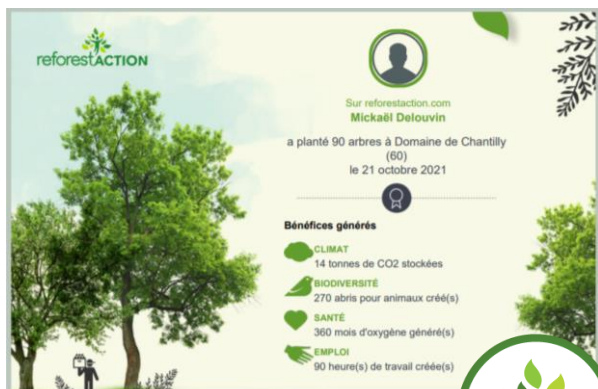 reforestACTION
Sur reforestaction.com
Mickaël Delouvin
a planté 90 arbres à Domaine de Chantilly
(60)
le 21 octobre 2021
Bénéfices générés
CLIMAT
14 tonnes de CO2 stockées
BIODIVERSITÉ
270 abris pour animaux créé(s)
SANTÉ
360 mois d'oxygène généré(s)
EMPLOI
90 heure(s) de travail créée(s)